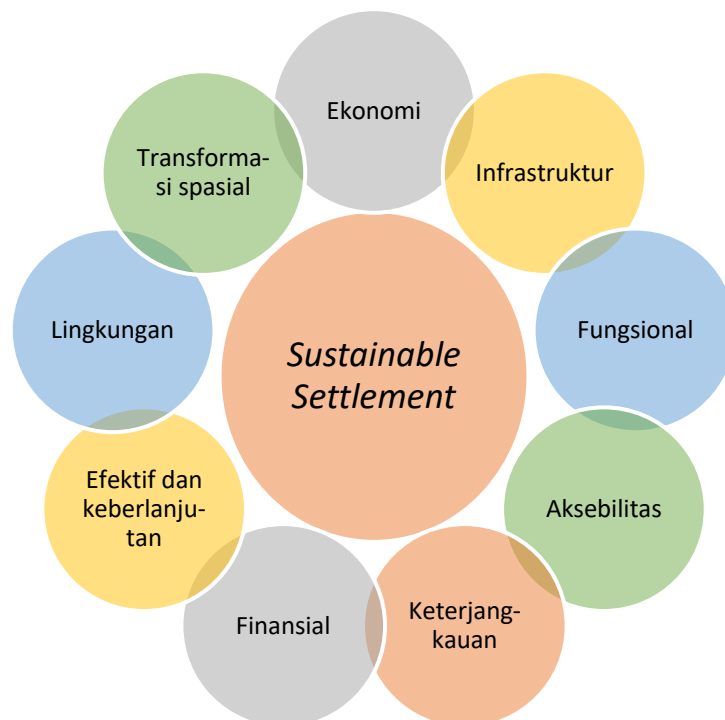 Ekonomi
Infrastruktur
Fungsional
Aksebilitas
Keterjang-
kauan
Finansial
Efektif dan
keberlanju-
tan
Lingkungan
Transforma-
si spasial
Sustainable
Settlement